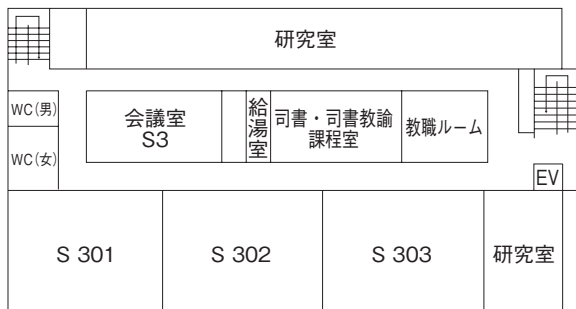 研究室
WC(男)
会議室
S3
給湯室
司書・司書教諭
課程室
教職ルーム
WC(女)
EV
S 301
S 302
S 303
研究室